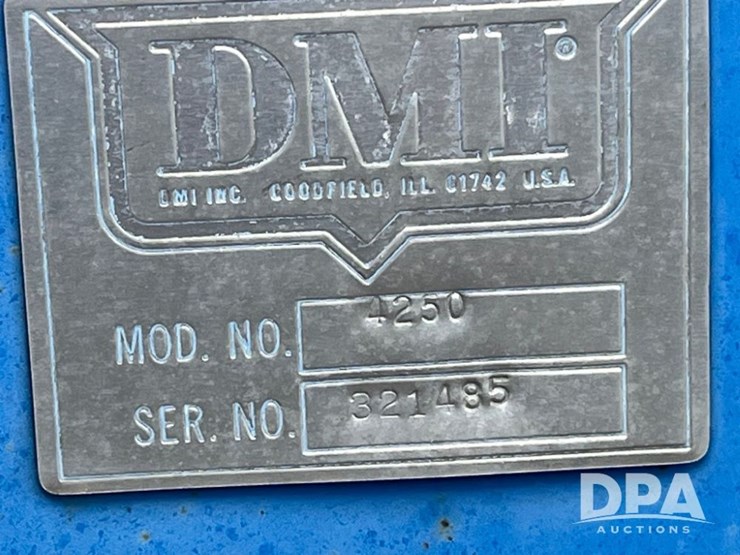 DMI®
DMI INC. GOODFIELD, ILL. 61742 U.S.A.
MOD. NO. 4250
SER. NO. 321485
DPA
AUCTIONS